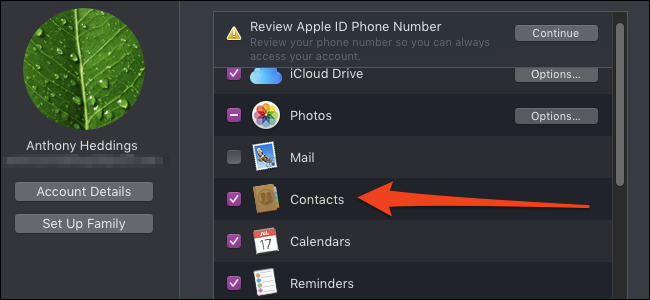 Anthony Heddings
Account Details
Set Up Family
Review Apple ID Phone Number
Review your phone number so you can always
access your account.
Continue
iCloud Drive
Options...
Photos
Options...
Mail
Contacts
JUL
17
Calendars
Reminders